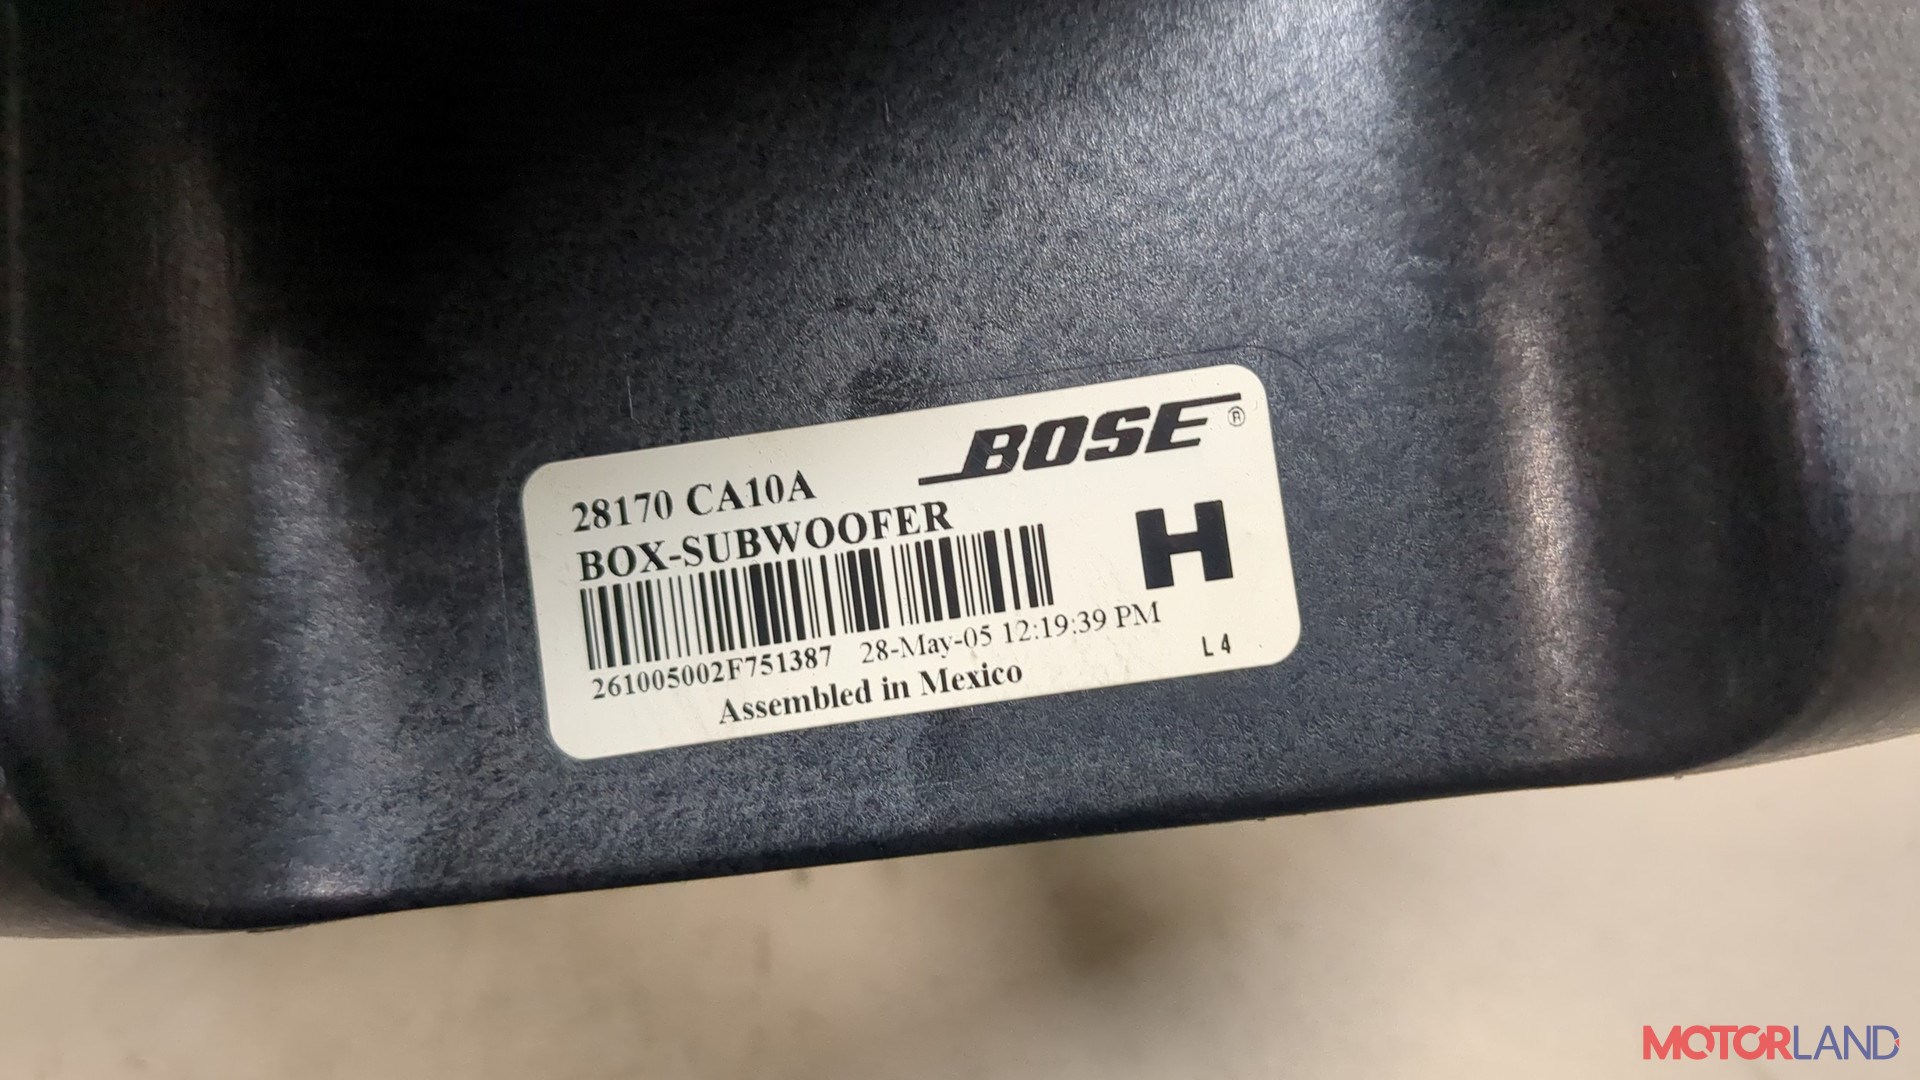 BOSE®
28170 CA10A
BOX-SUBWOOFER
H
261005002F751387 28-May-05 12:19:39 PM
Assembled in Mexico
L4
MOTORLAND